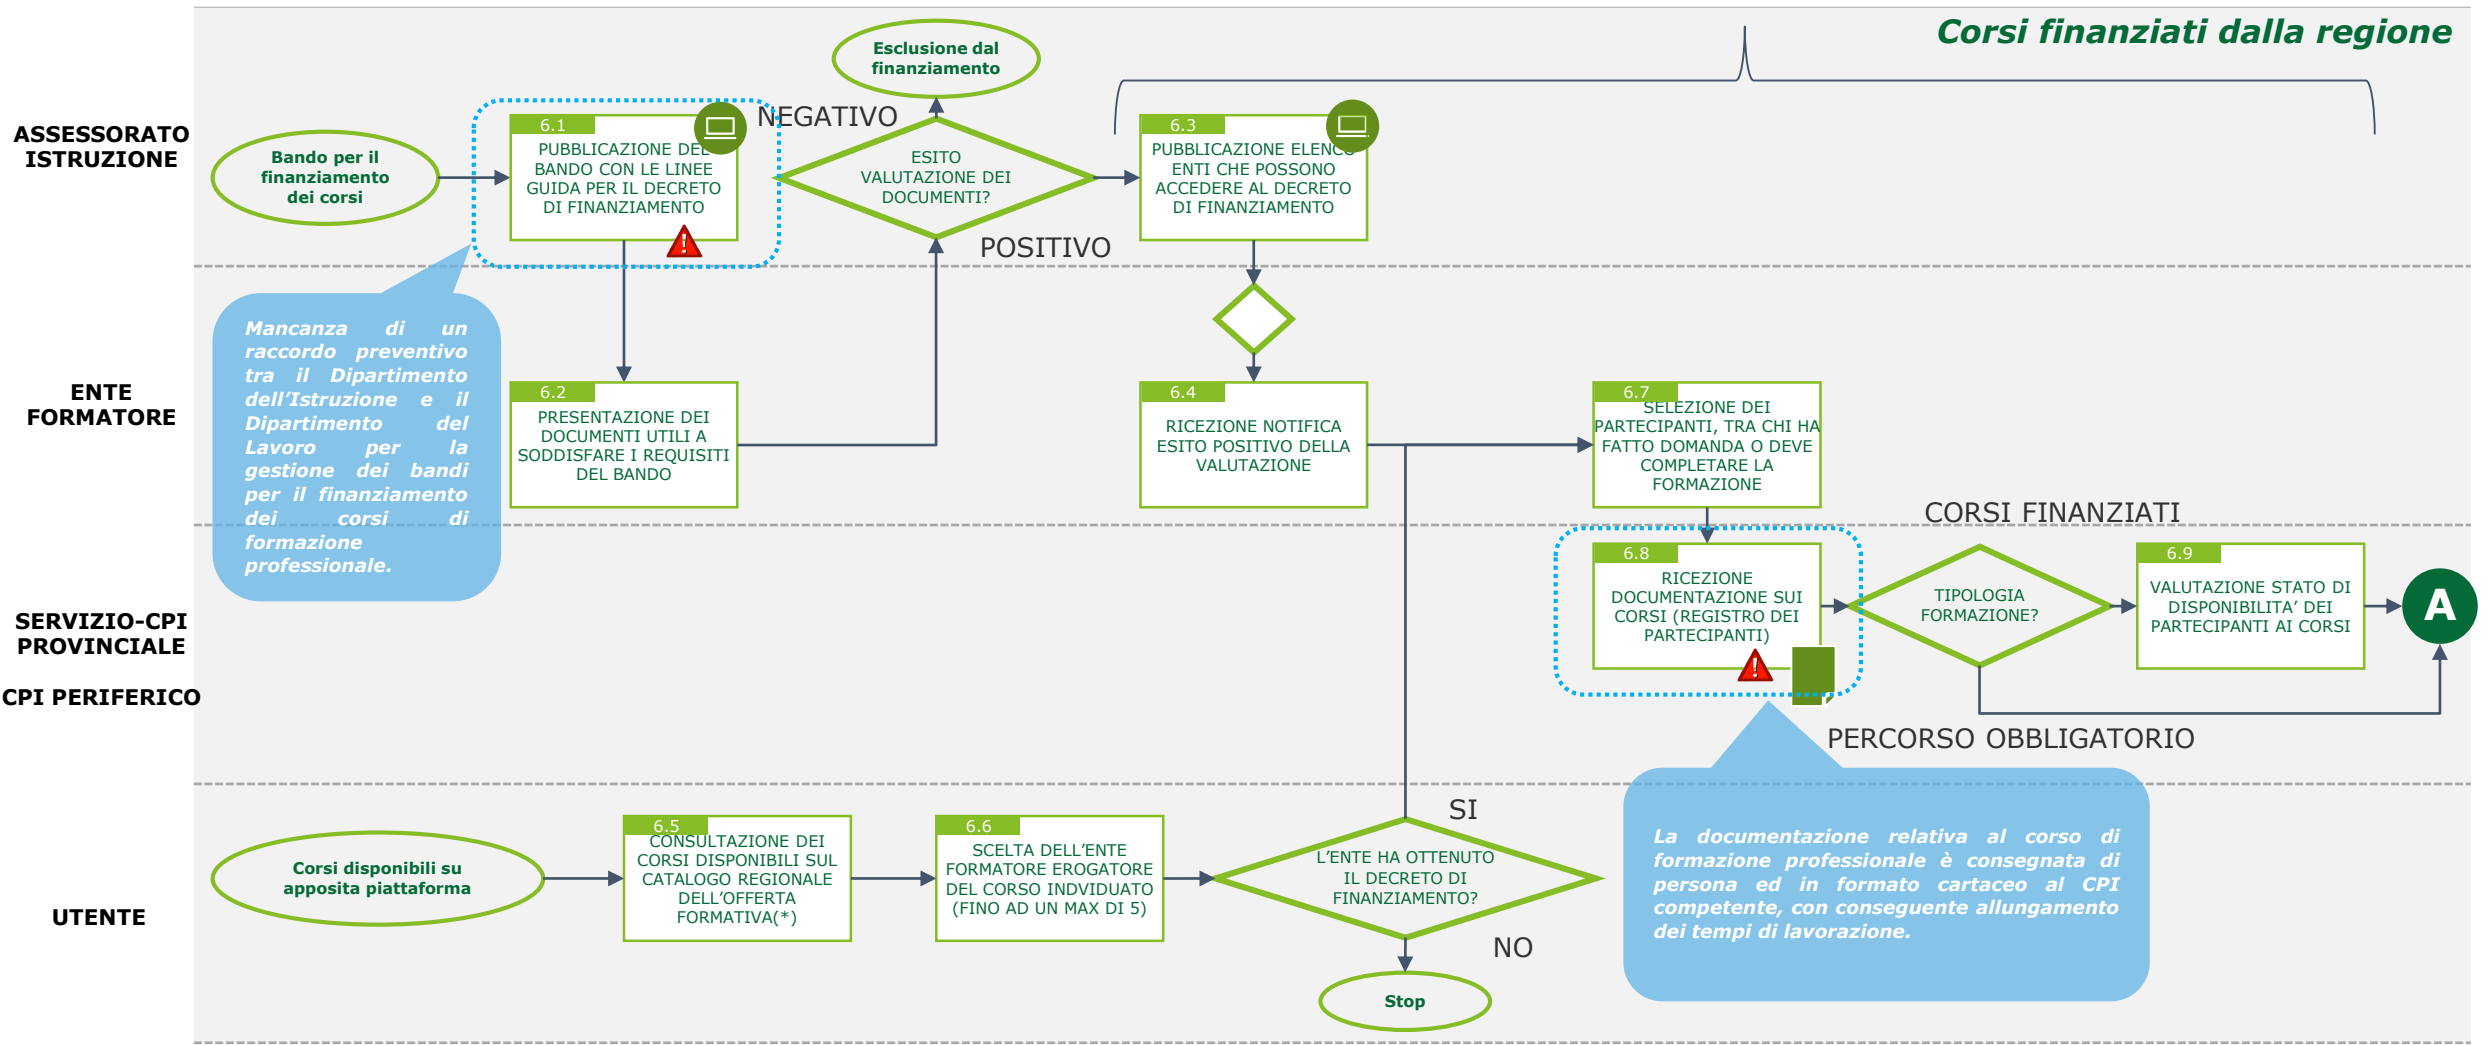 Corsi finanziati dalla regione
ASSESSORATO
ISTRUZIONE
Bando per il
finanziamento
dei corsi
6.1
PUBBLICAZIONE DEL
BANDO CON LE LINEE
GUIDA PER IL DECRETO
DI FINANZIAMENTO
Esclusione dal
finanziamento
NEGATIVO
ESITO
VALUTAZIONE DEI
DOCUMENTI?
POSITIVO
6.3
PUBBLICAZIONE ELENCO
ENTI CHE POSSONO
ACCEDERE AL DECRETO
DI FINANZIAMENTO
Mancanza di un
raccordo preventivo
tra il Dipartimento
dell’Istruzione e il
Dipartimento del
Lavoro per la
gestione dei bandi
per il finanziamento
dei corsi di
formazione
professionale.
ENTE
FORMATORE
6.2
PRESENTAZIONE DEI
DOCUMENTI UTILI A
SODDISFARE I REQUISITI
DEL BANDO
6.4
RICEZIONE NOTIFICA
ESITO POSITIVO DELLA
VALUTAZIONE
6.7
SELEZIONE DEI
PARTECIPANTI, TRA CHI HA
FATTO DOMANDA O DEVE
COMPLETARE LA
FORMAZIONE
SERVIZIO-CPI
PROVINCIALE
CPI PERIFERICO
6.8
RICEZIONE
DOCUMENTAZIONE SUI
CORSI (REGISTRO DEI
PARTECIPANTI)
CORSI FINANZIATI
TIPOLOGIA
FORMAZIONE?
PERCORSO OBBLIGATORIO
6.9
VALUTAZIONE STATO DI
DISPONIBILITA’ DEI
PARTECIPANTI AI CORSI
A
UTENTE
Corsi disponibili su
apposita piattaforma
6.5
CONSULTAZIONE DEI
CORSI DISPONIBILI SUL
CATALOGO REGIONALE
DELL’OFFERTA
FORMATIVA(*)
6.6
SCELTA DELL’ENTE
FORMATORE EROGATORE
DEL CORSO INDVIDUATO
(FINO AD UN MAX DI 5)
SI
L’ENTE HA OTTENUTO
IL DECRETO DI
FINANZIAMENTO?
NO
Stop
La documentazione relativa al corso di
formazione professionale è consegnata di
persona ed in formato cartaceo al CPI
competente, con conseguente allungamento
dei tempi di lavorazione.